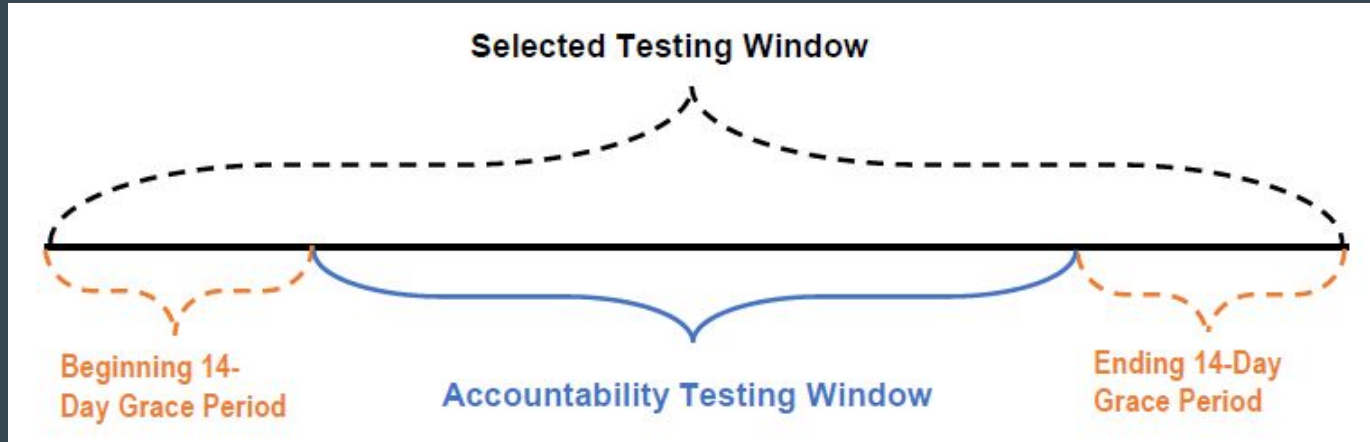 Selected Testing Window
Beginning 14-
Day Grace Period
Accountability Testing Window
Ending 14-Day
Grace Period